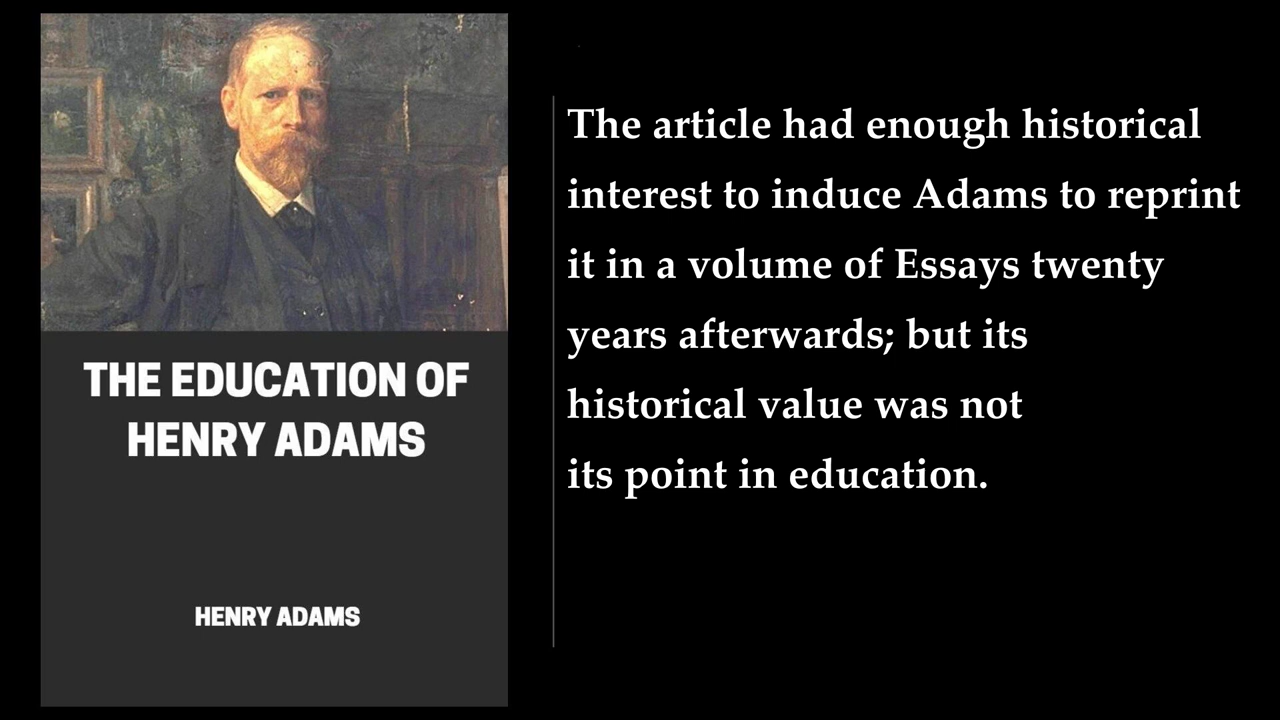 THE EDUCATION OF
HENRY ADAMS
HENRY ADAMS
The article had enough historical
interest to induce Adams to reprint
it in a volume of Essays twenty
years afterwards; but its
historical value was not
its point in education.